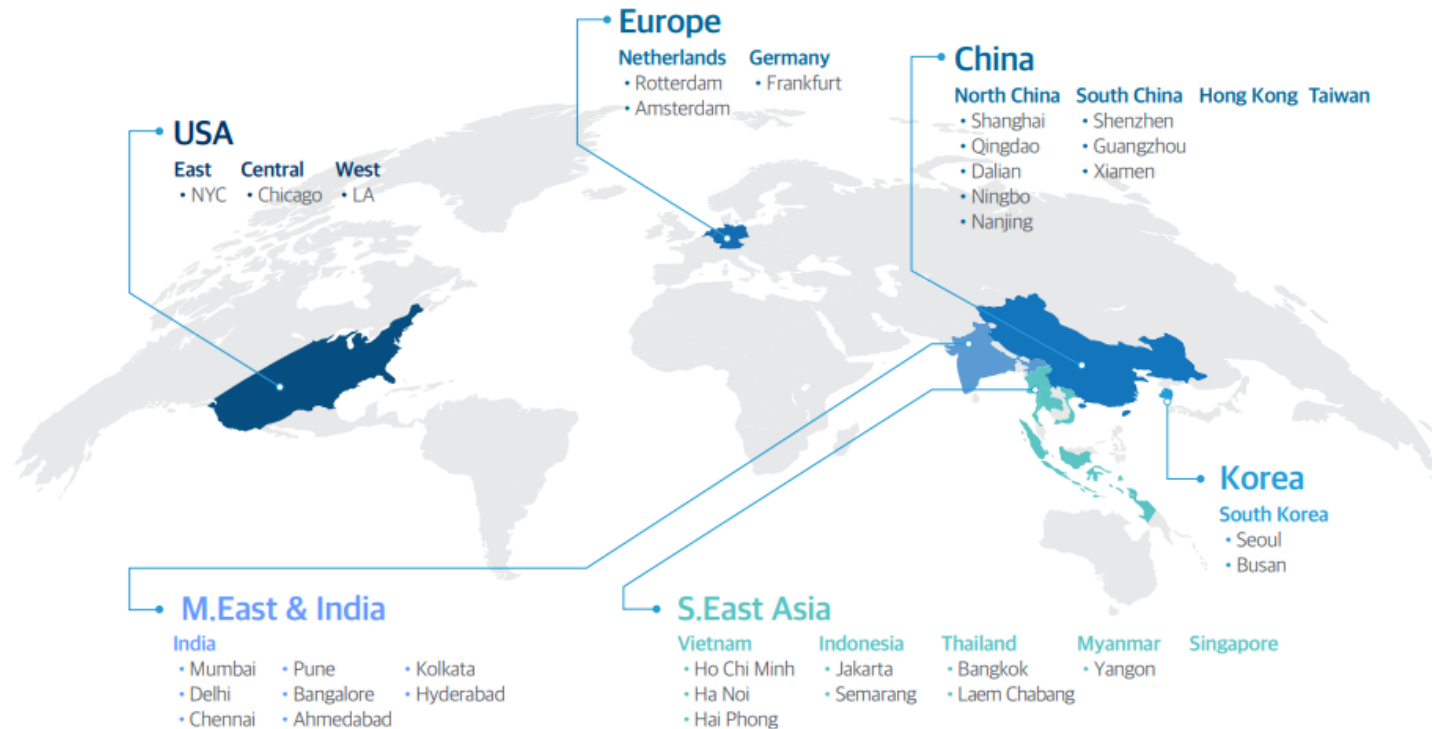 Europe
Netherlands Germany
• Rotterdam • Frankfurt
• Amsterdam
China
North China South China Hong Kong Taiwan
• Shanghai • Shenzhen
• Qingdao • Guangzhou
• Dalian • Xiamen
• Ningbo
• Nanjing
USA
East Central West
• NYC • Chicago • LA
Korea
South Korea
• Seoul
• Busan
M.East & India
India
• Mumbai • Pune • Kolkata
• Delhi • Bangalore • Hyderabad
• Chennai • Ahmedabad
S.East Asia
Vietnam Indonesia Thailand Myanmar Singapore
• Ho Chi Minh • Jakarta • Bangkok • Yangon
• Ha Noi • Semarang • Laem Chabang
• Hai Phong